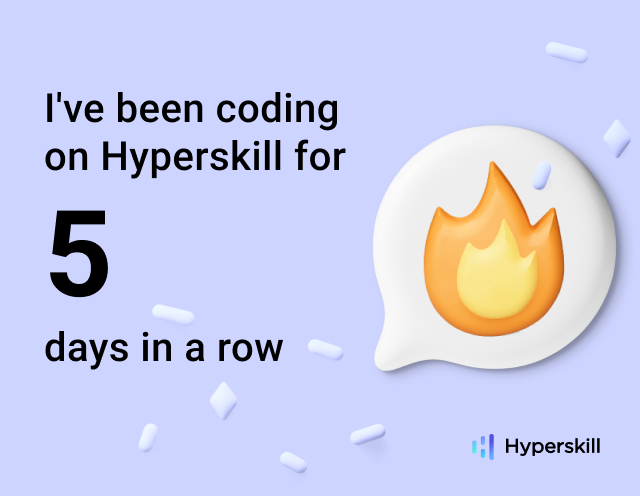 I've been coding
on Hyperskill for
5
days in a row
Hyperskill